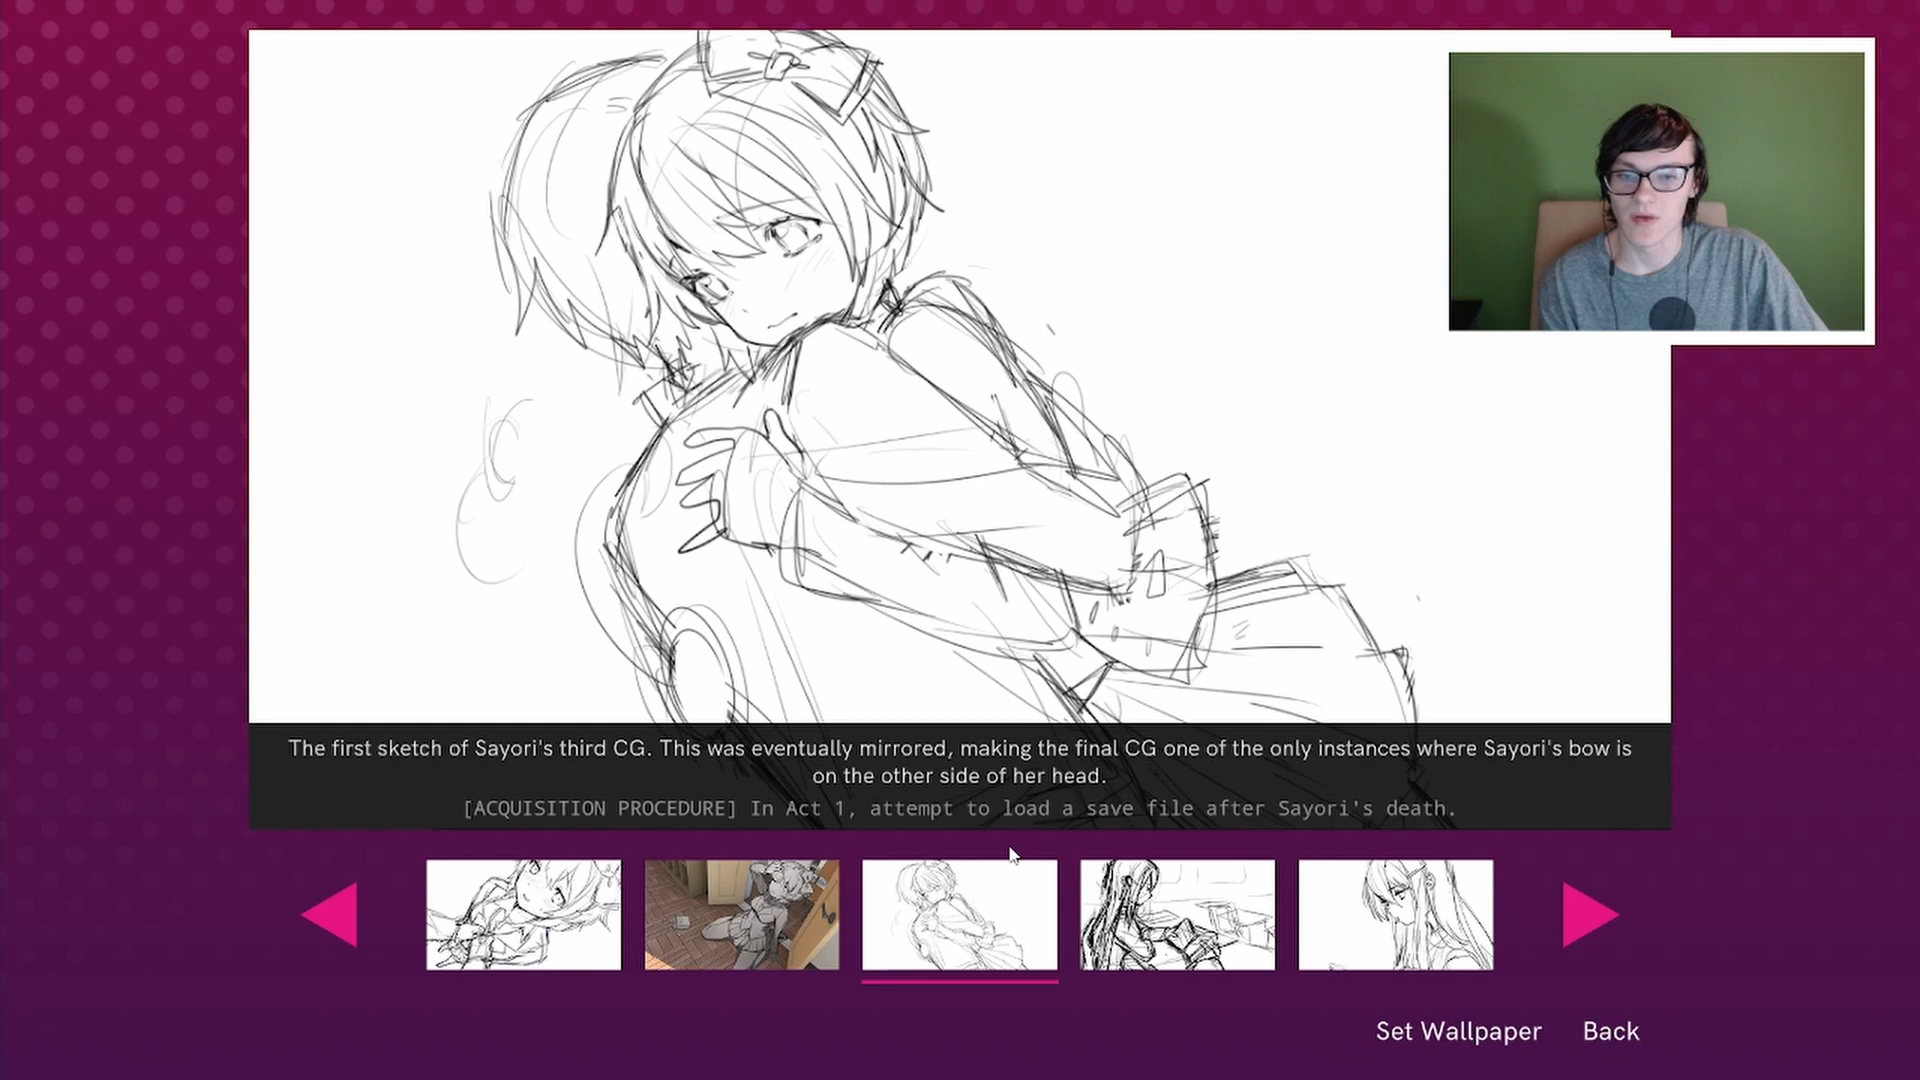 The first sketch of Sayori's third CG. This was eventually mirrored, making the final CG one of the only instances where Sayori's bow is
on the other side of her head.
[ACQUISITION PROCEDURE] In Act 1, attempt to load a save file after Sayori's death.
Set Wallpaper Back